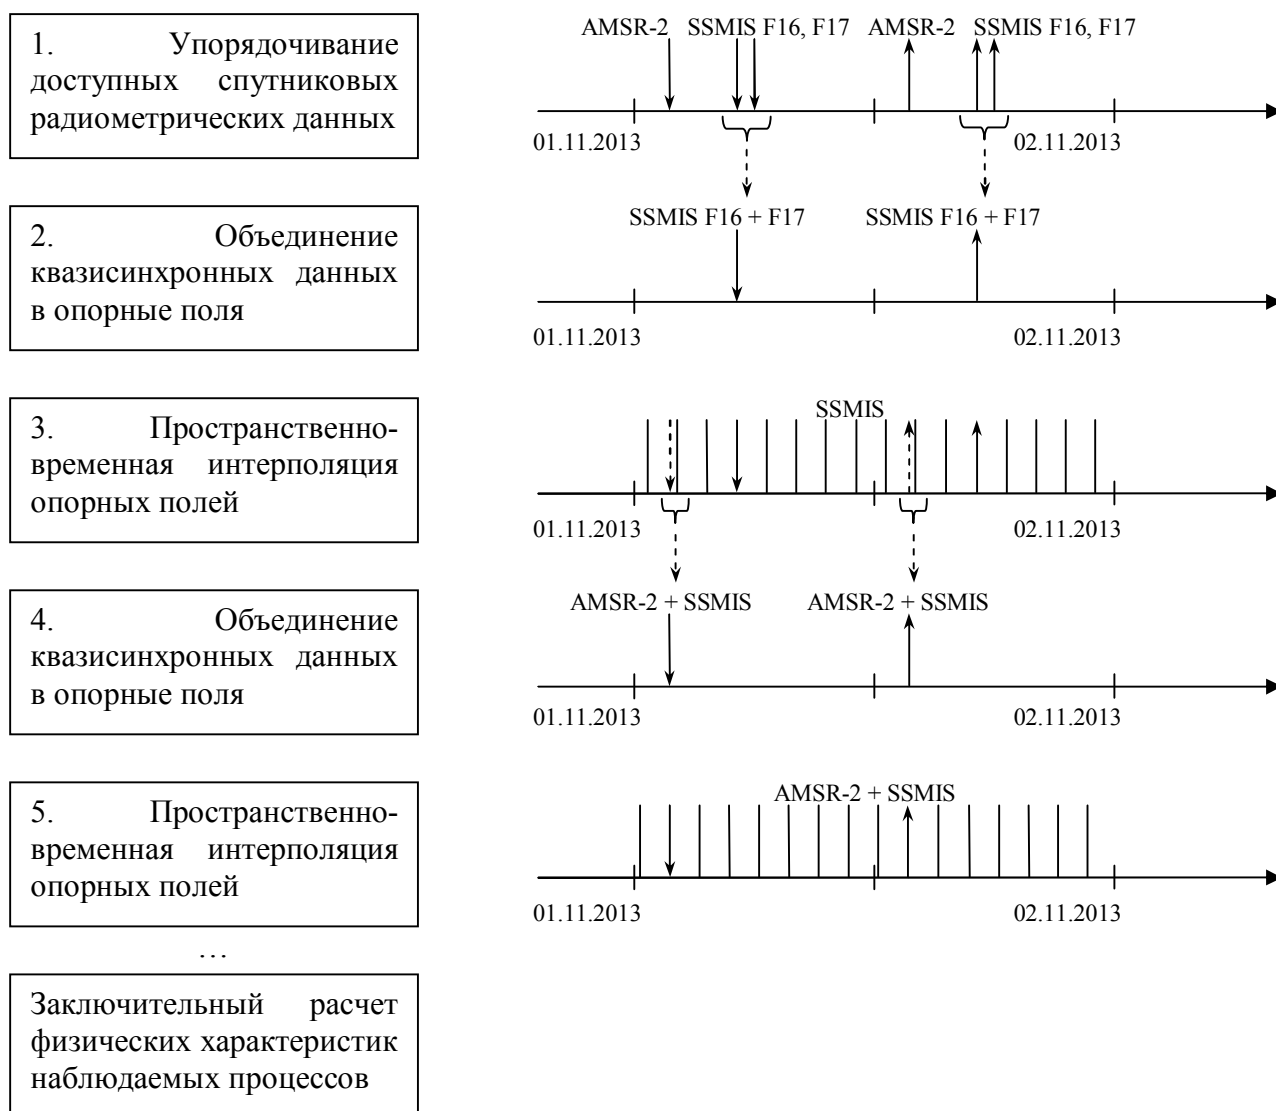 1. Упорядочивание
доступных спутниковых
радиометрических данных
AMSR-2 SSMIS F16, F17 AMSR-2 SSMIS F16, F17
01.11.2013 02.11.2013
2. Объединение
квазисинхронных данных
в опорные поля
SSMIS F16 + F17 SSMIS F16 + F17
01.11.2013 02.11.2013
3. Пространственно-
временная интерполяция
опорных полей
SSMIS
01.11.2013 02.11.2013
4. Объединение
квазисинхронных данных
в опорные поля
AMSR-2 + SSMIS AMSR-2 + SSMIS
01.11.2013 02.11.2013
5. Пространственно-
временная интерполяция
опорных полей
AMSR-2 + SSMIS
01.11.2013 02.11.2013
…
Заключительный расчет
физических характеристик
наблюдаемых процессов